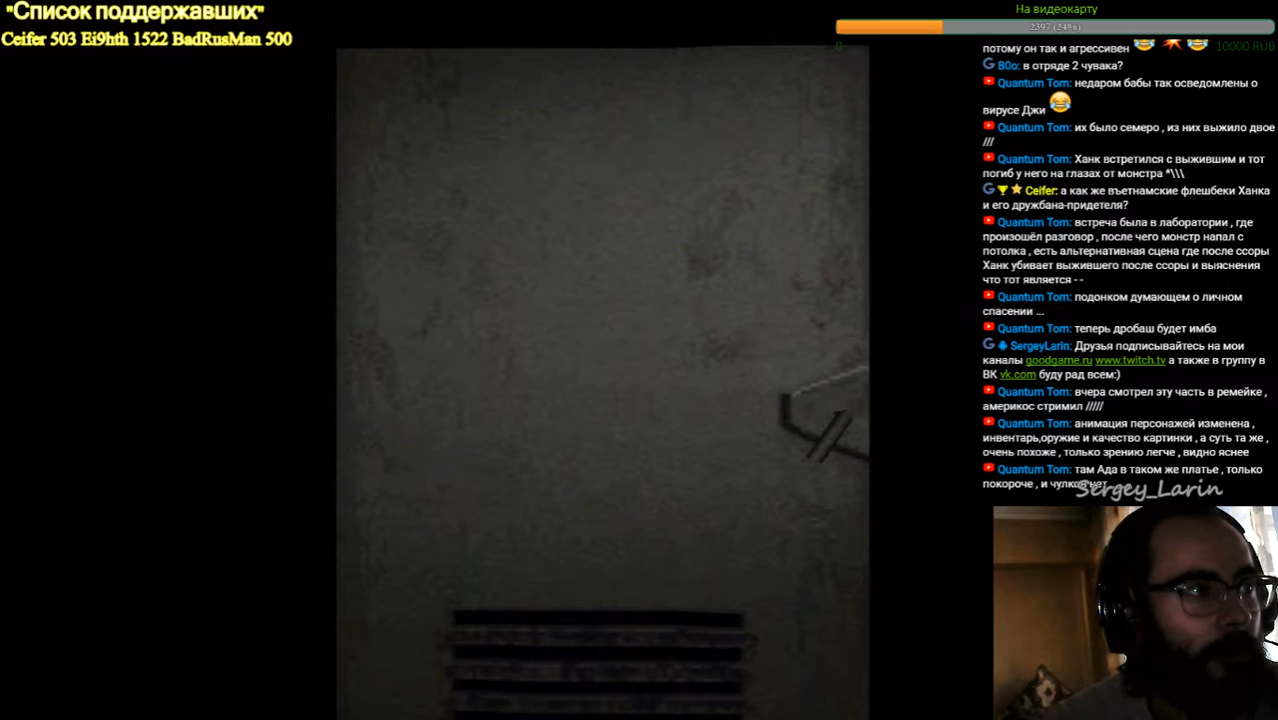 "Список поддержавших"
Ceifer 503 Ei9hth 1522 BadRusMan 500
На видеокарту
2397 (24%)
0
10000 RUB
потому он так и агрессивен
B0o: в отряде 2 чувака?
Quantum Tom: недаром бабы так осведомлены о
вирусе Джи
Quantum Tom: их было семеро , из них выжило двое
///
Quantum Tom: Ханк встретился с выжившим и тот
погиб у него на глазах от монстра *\\\
Ceifer: а как же въетнамские флешбеки Ханка
и его дружбана-придетеля?
Quantum Tom: встреча была в лаборатории , где
произошёл разговор , после чего монстр напал с
потолка , есть альтернативная сцена где после ссоры
Ханк убивает выжившего после ссоры и выяснения
что тот является - -
Quantum Tom: подонком думающем о личном
спасении ...
Quantum Tom: теперь дробаш будет имба
SergeyLarin: Друзья подписывайтесь на мои
каналы goodgame.ru www.twitch.tv а также в группу в
ВК vk.com буду рад всем:)
Quantum Tom: вчера смотрел эту часть в ремейке ,
америкос стримил /////
Quantum Tom: анимация персонажей изменена ,
инвентарь,оружие и качество картинки , а суть та же ,
очень похоже , только зрению легче , видно яснее
Quantum Tom: там Ада в таком же платье , только
покороче , и чулков нет
Sergey_Larin